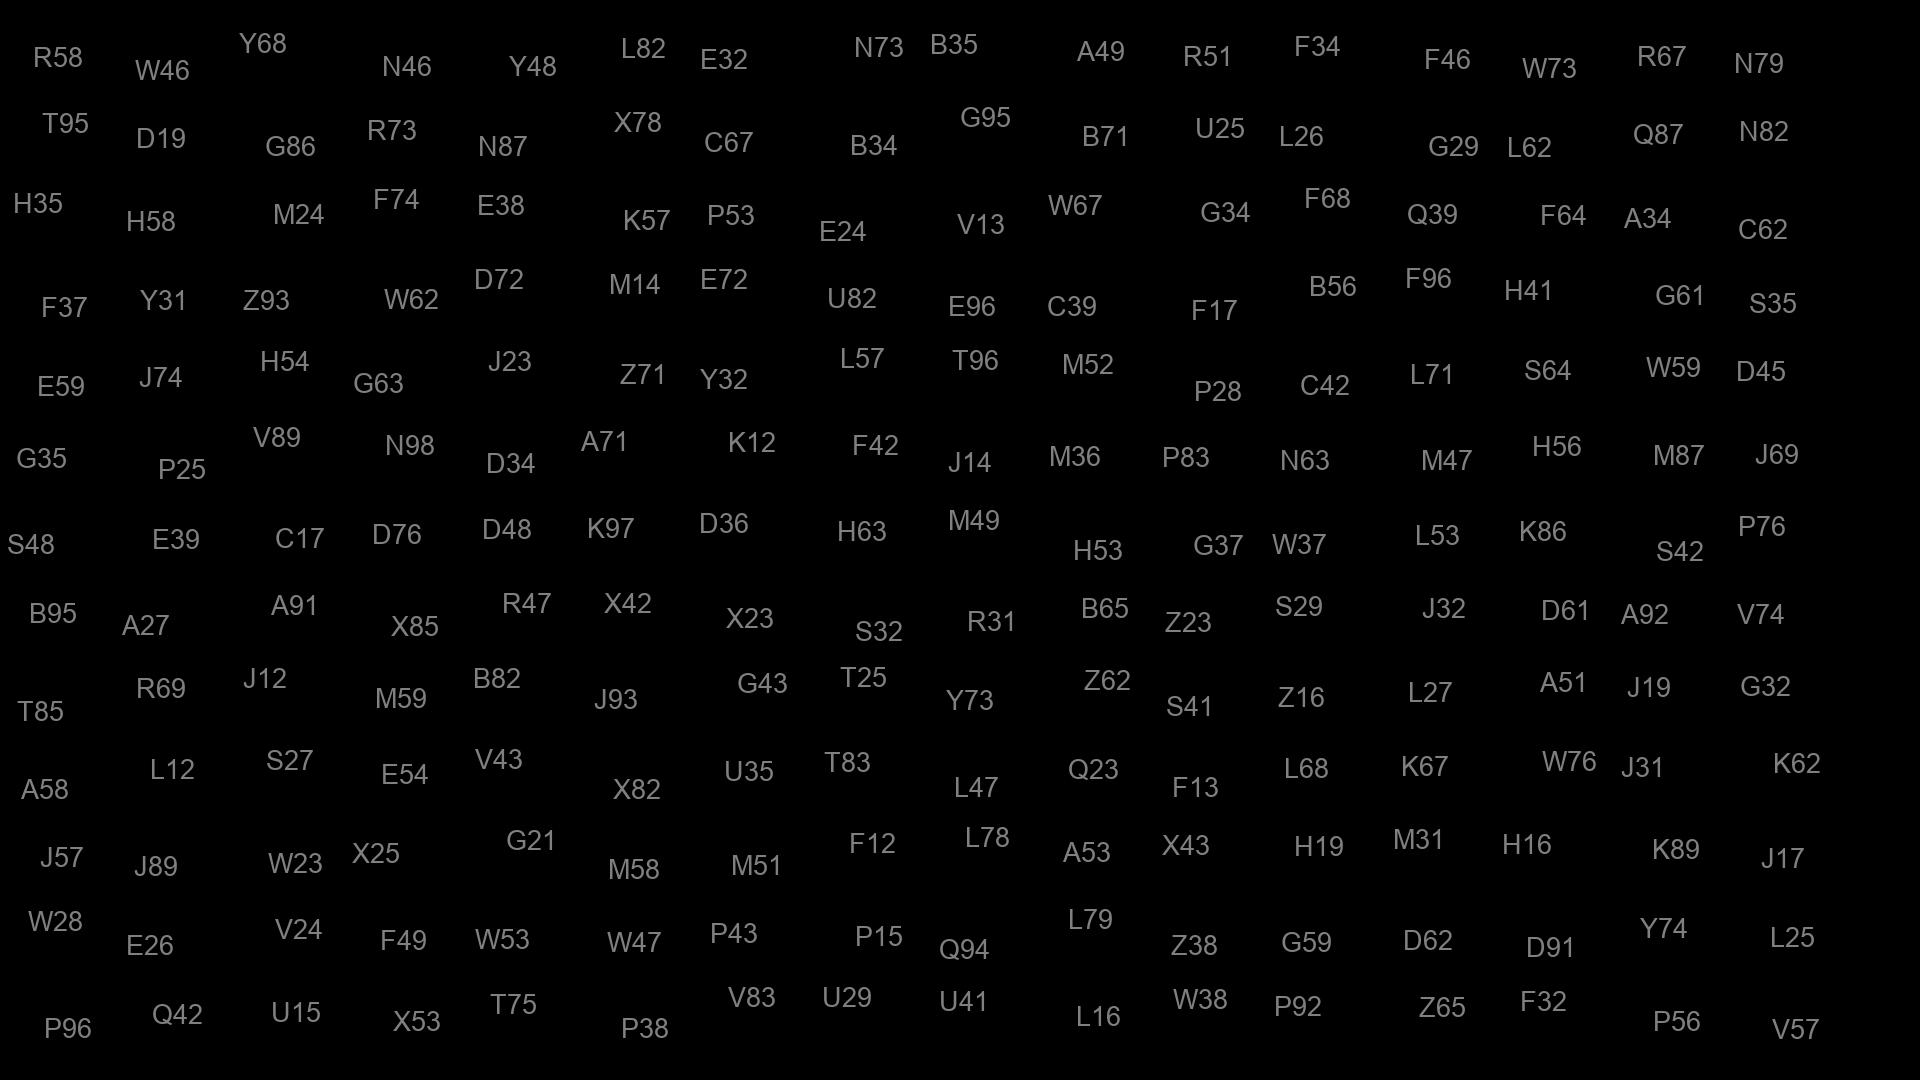 R58 W46 Y68 N46 Y48 L82 E32 N73 B35 A49 R51 F34 F46 W73 R67 N79
T95 D19 G86 R73 N87 X78 C67 B34 G95 B71 U25 L26 G29 L62 Q87 N82
H35 H58 M24 F74 E38 K57 P53 E24 V13 W67 G34 F68 Q39 F64 A34 C62
F37 Y31 Z93 W62 D72 M14 E72 U82 E96 C39 F17 B56 F96 H41 G61 S35
E59 J74 H54 G63 J23 Z71 Y32 L57 T96 M52 P28 C42 L71 S64 W59 D45
G35 P25 V89 N98 D34 A71 K12 F42 J14 M36 P83 N63 M47 H56 M87 J69
S48 E39 C17 D76 D48 K97 D36 H63 M49 H53 G37 W37 L53 K86 S42 P76
B95 A27 A91 X85 R47 X42 X23 S32 R31 B65 Z23 S29 J32 D61 A92 V74
T85 R69 J12 M59 B82 J93 G43 T25 Y73 Z62 S41 Z16 L27 A51 J19 G32
A58 L12 S27 E54 V43 X82 U35 T83 L47 Q23 F13 L68 K67 W76 J31 K62
J57 J89 W23 X25 G21 M58 M51 F12 L78 A53 X43 H19 M31 H16 K89 J17
W28 E26 V24 F49 W53 W47 P43 P15 Q94 L79 Z38 G59 D62 D91 Y74 L25
P96 Q42 U15 X53 T75 P38 V83 U29 U41 L16 W38 P92 Z65 F32 P56 V57